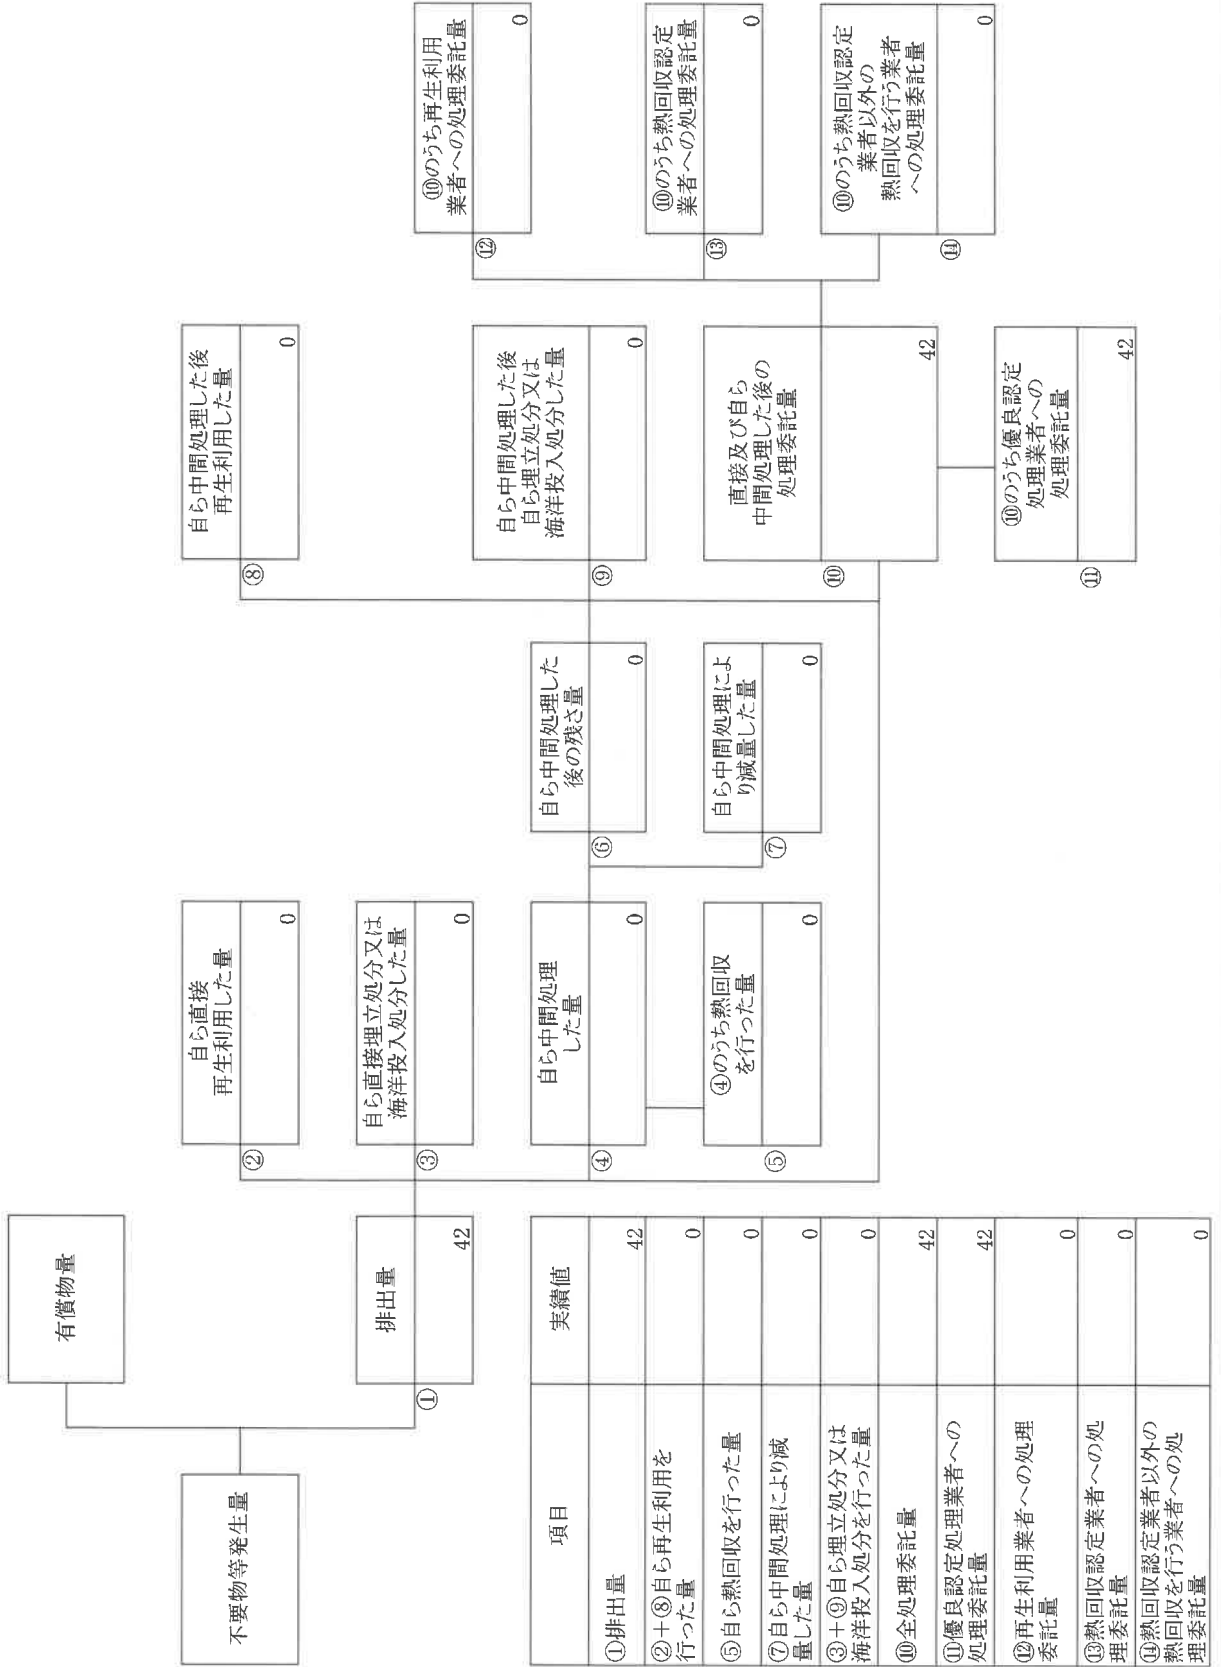 不要物等発生量
有償物量
①
排出量
42
②
自ら直接
再生利用した量
0
③
自ら直接埋立処分又は
海洋投入処分した量
0
④
自ら中間処理
した量
0
⑤
④のうち熱回収
を行った量
0
⑥
自ら中間処理した
後の残さ量
0
⑦
自ら中間処理によ
り減量した量
0
⑧
自ら中間処理した後
再生利用した量
0
⑨
自ら中間処理した後
自ら埋立処分又は
海洋投入処分した量
0
⑩
直接及び自ら
中間処理した後の
処理委託量
42
⑪
⑩のうち優良認定
処理業者への
処理委託量
42
⑫
⑩のうち再生利用
業者への処理委託量
0
⑬
⑩のうち熱回収認定
業者への処理委託量
0
⑭
⑩のうち熱回収認定
業者以外の
熱回収を行う業者
への処理委託量
0
項目 実績値
①排出量 42
②+⑧自ら再生利用を
行った量 0
⑤自ら熱回収を行った量 0
⑦自ら中間処理により減
量した量 0
③+⑨自ら埋立処分又は
海洋投入処分を行った量 0
⑩全処理委託量 42
⑪優良認定処理業者への
処理委託量 42
⑫再生利用業者への処理
委託量 0
⑬熱回収認定業者への処
理委託量 0
⑭熱回収認定業者以外の
熱回収を行う業者への処
理委託量 0